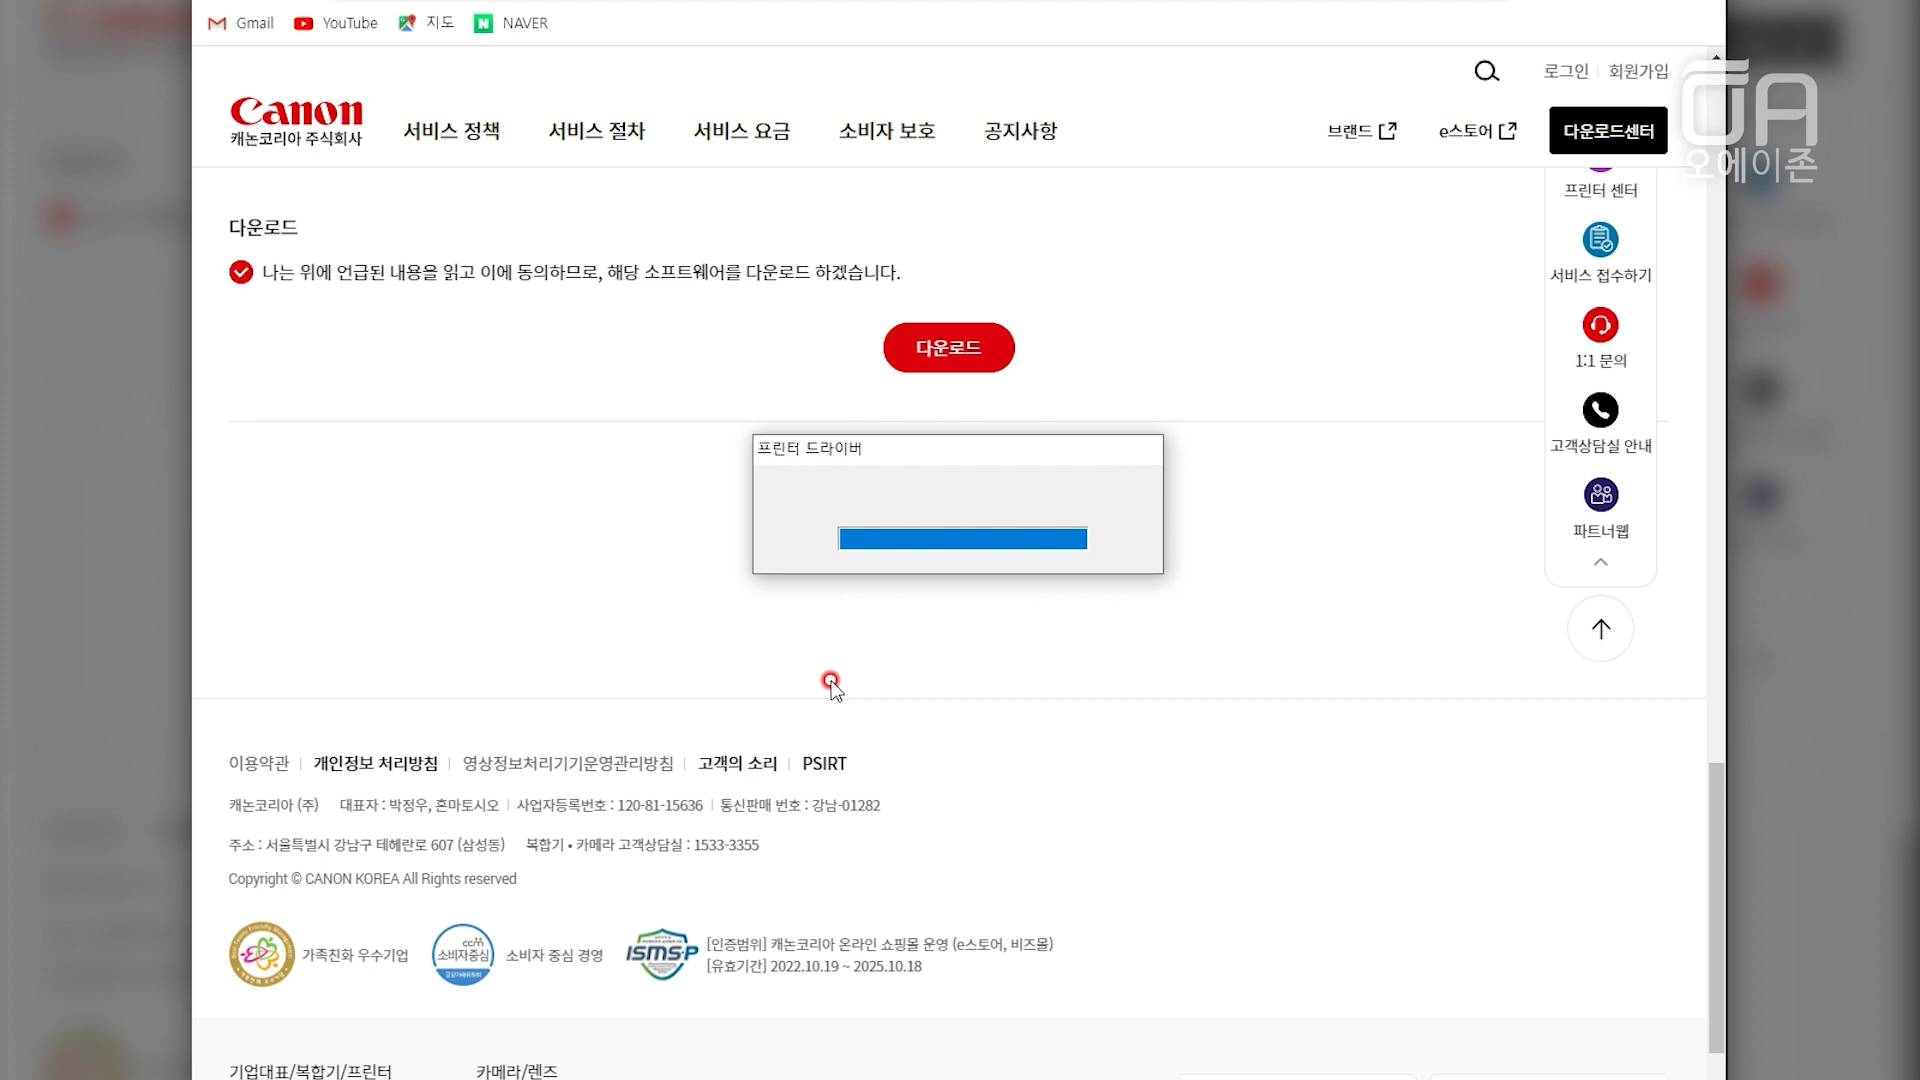 Gmail YouTube 지도 NAVER
로그인 회원가입
OA
오에이존
Canon
캐논코리아 주식회사
서비스 정책 서비스 절차 서비스 요금 소비자 보호 공지사항 브랜드 e스토어 다운로드센터
프린터 센터
서비스 접수하기
1:1 문의
고객상담실 안내
파트너웹
다운로드
나는 위에 언급된 내용을 읽고 이에 동의하므로, 해당 소프트웨어를 다운로드 하겠습니다.
다운로드
프린터 드라이버
이용약관 개인정보 처리방침 영상정보처리기기운영관리방침 고객의 소리 PSIRT
캐논코리아 (주) 대표자 : 박정우, 혼마토시오 사업자등록번호 : 120-81-15636 통신판매 번호 : 강남-01282
주소 : 서울특별시 강남구 테헤란로 607 (삼성동) 복합기 • 카메라 고객상담실 : 1533-3355
Copyright © CANON KOREA All Rights reserved
가족친화 우수기업
CCM
소비자중심
소비자 중심 경영
ISMS-P
[인증범위] 캐논코리아 온라인 쇼핑몰 운영 (e스토어, 비즈몰)
[유효기간] 2022.10.19 ~ 2025.10.18
기업대표/복합기/프린터 카메라/렌즈